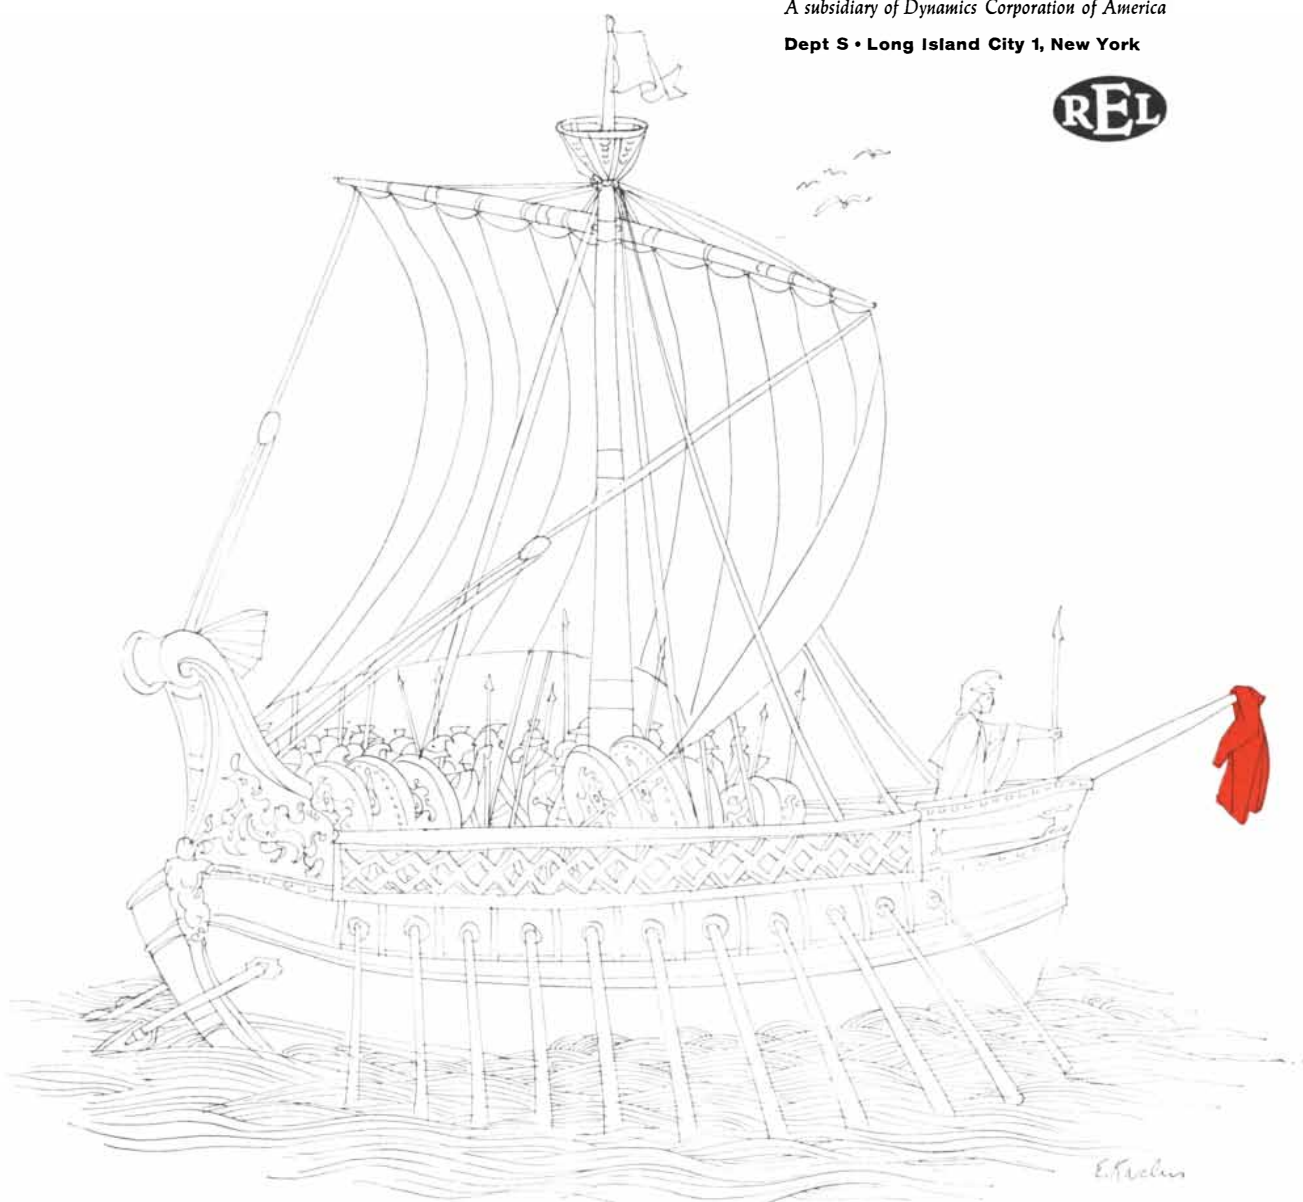 A subsidiary of Dynamics Corporation of America
Dept S • Long Island City 1, New York
REL